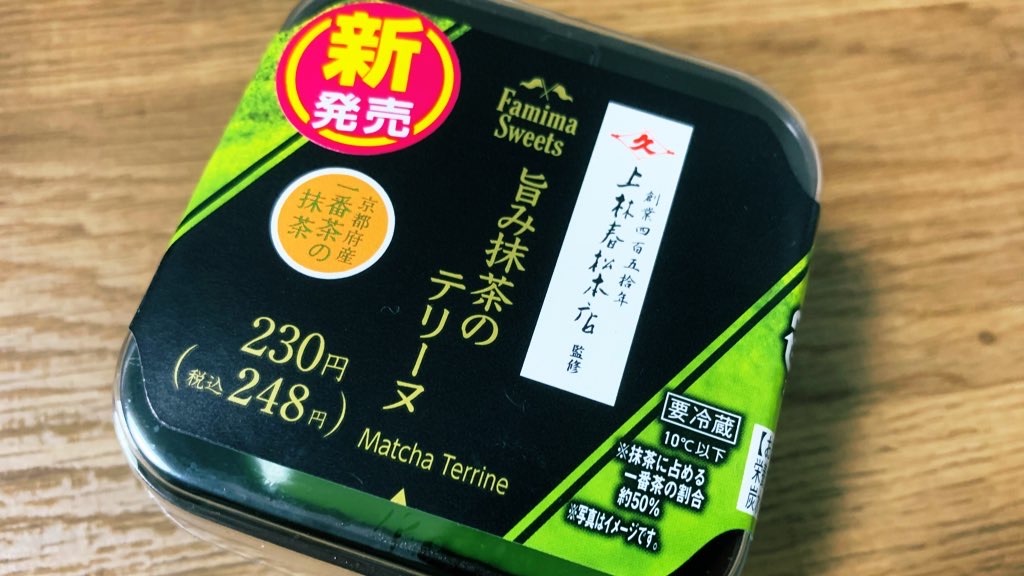 新
発売
Famima
Sweets
京都府産
一番茶の
抹茶
旨み抹茶の
テリーヌ
Matcha Terrine
久
創業四百五拾年
上林春松本店
監修
230円
(税込248円)
要冷蔵
10℃以下
※抹茶に占める
一番茶の割合
約50%
※写真はイメージです。